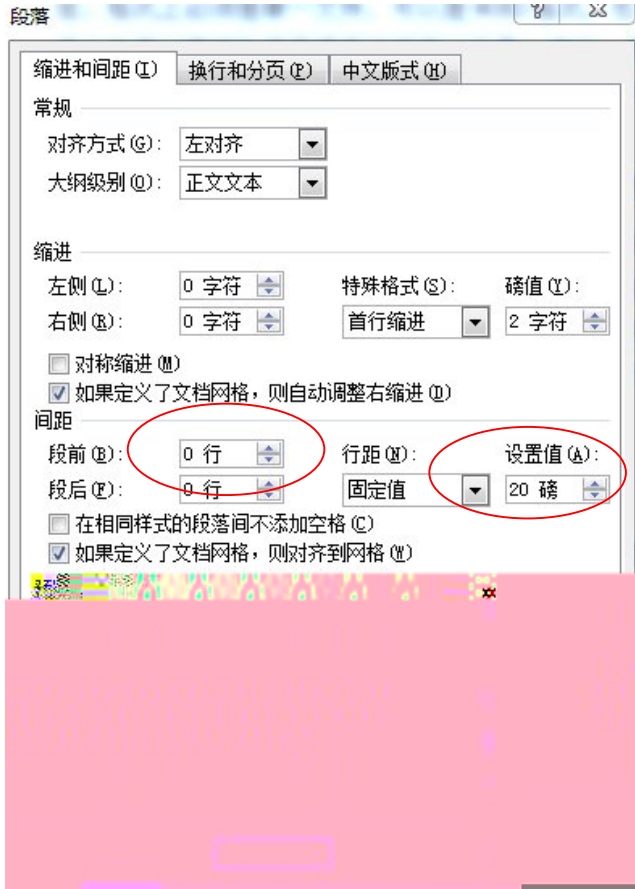 段落
缩进和间距(I) 换行和分页(P) 中文版式(H)
常规
对齐方式(G): 左对齐
大纲级别(O): 正文文本
缩进
左侧(L): 0 字符 特殊格式(S): 磅值(Y):
右侧(R): 0 字符 首行缩进 2 字符
对称缩进(M)
如果定义了文档网格，则自动调整右缩进(D)
间距
段前(B): 0 行 行距(N): 设置值(A):
段后(F): 0 行 固定值 20 磅
在相同样式的段落间不添加空格(C)
如果定义了文档网格，则对齐到网格(W)